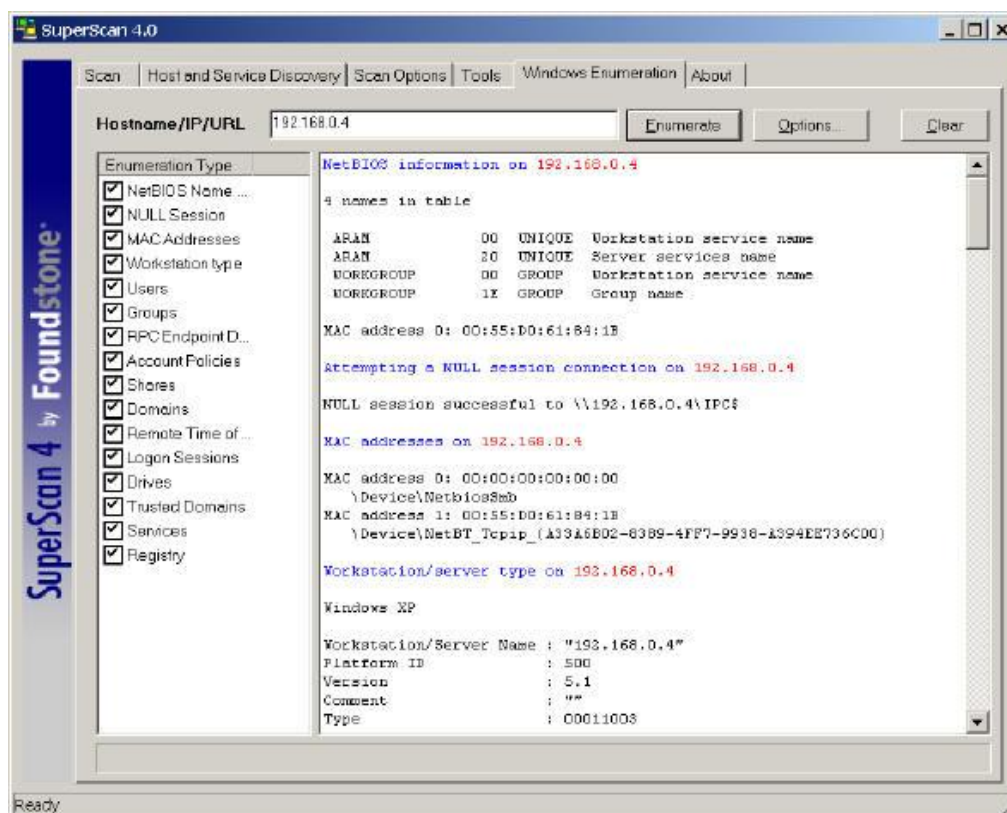 SuperScan 4.0
Scan Host and Service Discovery Scan Options Tools Windows Enumeration About
Hostname/IP/URL 192.168.0.4 Enumerate Options... Clear
SuperScan 4 by Foundstone
Enumeration Type
NetBIOS Name ...
NULL Session
MAC Addresses
Workstation type
Users
Groups
RPC Endpoint D...
Account Policies
Shares
Domains
Remote Time of ...
Logon Sessions
Drives
Trusted Domains
Services
Registry
NetBIOS information on 192.168.0.4
4 names in table
ARAM 00 UNIQUE Workstation service name
ARAM 20 UNIQUE Server services name
WORKGROUP 00 GROUP Workstation service name
WORKGROUP 1E GROUP Group name
MAC address 0: 00:55:D0:61:84:1B
Attempting a NULL session connection on 192.168.0.4
NULL session successful to \\192.168.0.4\IPC$
MAC addresses on 192.168.0.4
MAC address 0: 00:00:00:00:00:00
\Device\NetbiosSmb
MAC address 1: 00:55:D0:61:84:1B
\Device\NetBT_Tcpip_{A33A6B02-8389-4FF7-9938-A394EE736C00}
Workstation/server type on 192.168.0.4
Windows XP
Workstation/Server Name : "192.168.0.4"
Platform ID : 500
Version : 5.1
Comment : ""
Type : 00011003
Ready